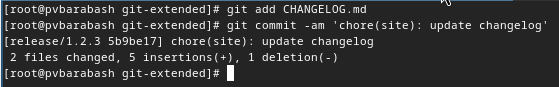 [root@pvbarabash git-extended]# git add CHANGELOG.md
[root@pvbarabash git-extended]# git commit -am 'chore(site): update changelog'
[release/1.2.3 5b9be17] chore(site): update changelog
 2 files changed, 5 insertions(+), 1 deletion(-)
[root@pvbarabash git-extended]#